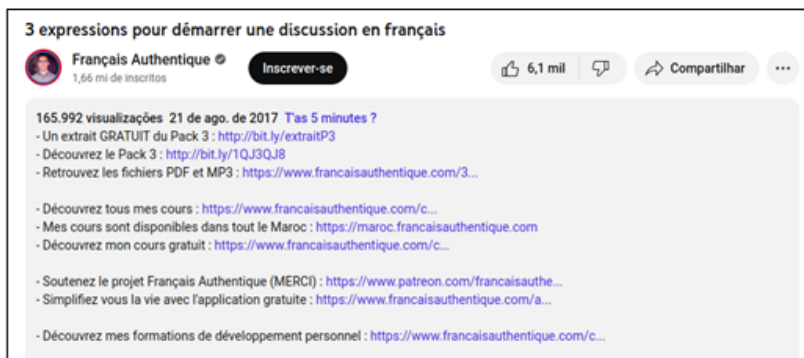 3 expressions pour démarrer une discussion en français
Français Authentique
1,66 mi de inscritos
Inscrever-se
6,1 mil
Compartilhar
...
165.992 visualizações 21 de ago. de 2017 T'as 5 minutes ?
- Un extrait GRATUIT du Pack 3 : http://bit.ly/extraitP3
- Découvrez le Pack 3 : http://bit.ly/1QJ3QJ8
- Retrouvez les fichiers PDF et MP3 : https://www.francaisauthentique.com/3...
- Découvrez tous mes cours : https://www.francaisauthentique.com/c...
- Mes cours sont disponibles dans tout le Maroc : https://maroc.francaisauthentique.com
- Découvrez mon cours gratuit : https://www.francaisauthentique.com/c...
- Soutenez le projet Français Authentique (MERCI) : https://www.patreon.com/francaisauthe...
- Simplifiez vous la vie avec l'application gratuite : https://www.francaisauthentique.com/a...
- Découvrez mes formations de développement personnel : https://www.francaisauthentique.com/c...